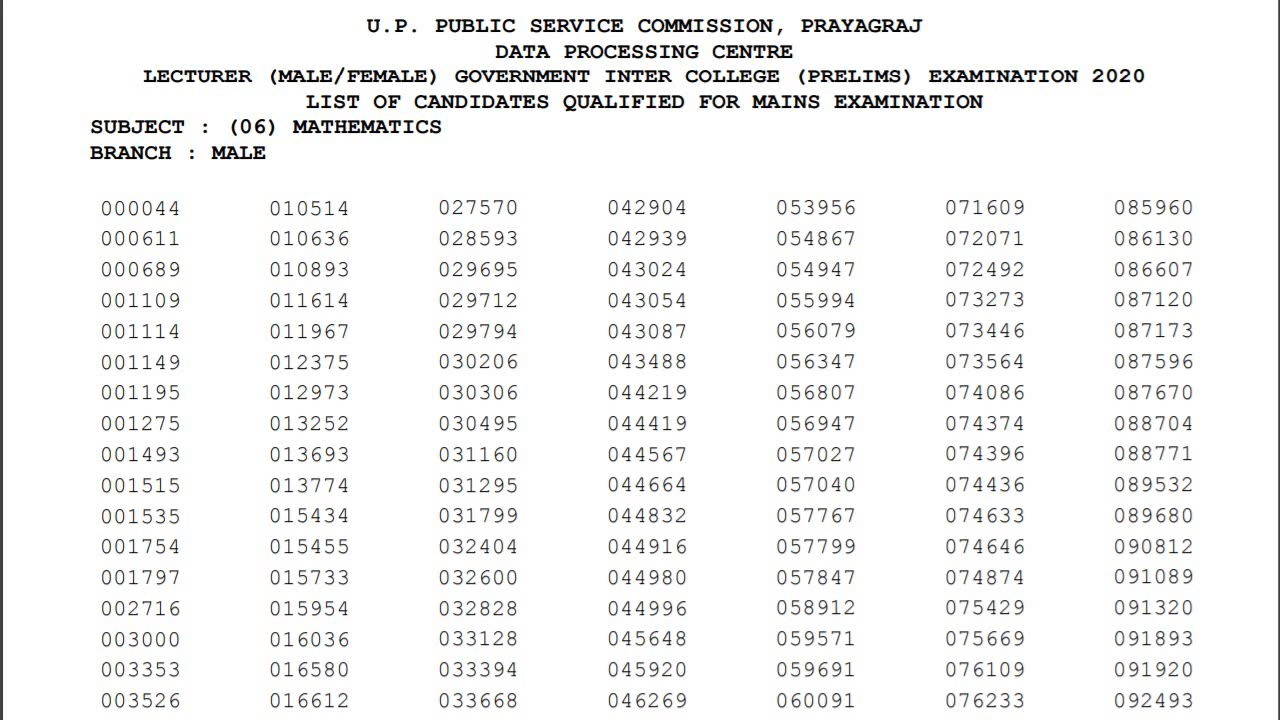 U.P. PUBLIC SERVICE COMMISSION, PRAYAGRAJ
DATA PROCESSING CENTRE
LECTURER (MALE/FEMALE) GOVERNMENT INTER COLLEGE (PRELIMS) EXAMINATION 2020
LIST OF CANDIDATES QUALIFIED FOR MAINS EXAMINATION
SUBJECT : (06) MATHEMATICS
BRANCH : MALE
000044 010514 027570 042904 053956 071609 085960
000611 010636 028593 042939 054867 072071 086130
000689 010893 029695 043024 054947 072492 086607
001109 011614 029712 043054 055994 073273 087120
001114 011967 029794 043087 056079 073446 087173
001149 012375 030206 043488 056347 073564 087596
001195 012973 030306 044219 056807 074086 087670
001275 013252 030495 044419 056947 074374 088704
001493 013693 031160 044567 057027 074396 088771
001515 013774 031295 044664 057040 074436 089532
001535 015434 031799 044832 057767 074633 089680
001754 015455 032404 044916 057799 074646 090812
001797 015733 032600 044980 057847 074874 091089
002716 015954 032828 044996 058912 075429 091320
003000 016036 033128 045648 059571 075669 091893
003353 016580 033394 045920 059691 076109 091920
003526 016612 033668 046269 060091 076233 092493